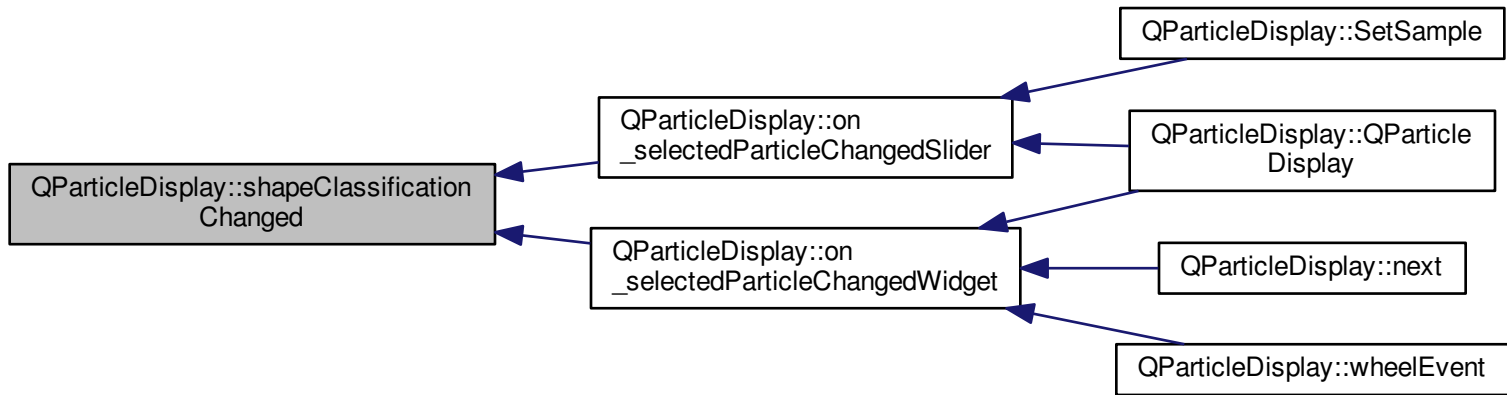 QParticleDisplay::shapeClassification
Changed
QParticleDisplay::on
_selectedParticleChangedSlider
QParticleDisplay::on
_selectedParticleChangedWidget
QParticleDisplay::SetSample
QParticleDisplay::QParticle
Display
QParticleDisplay::next
QParticleDisplay::wheelEvent